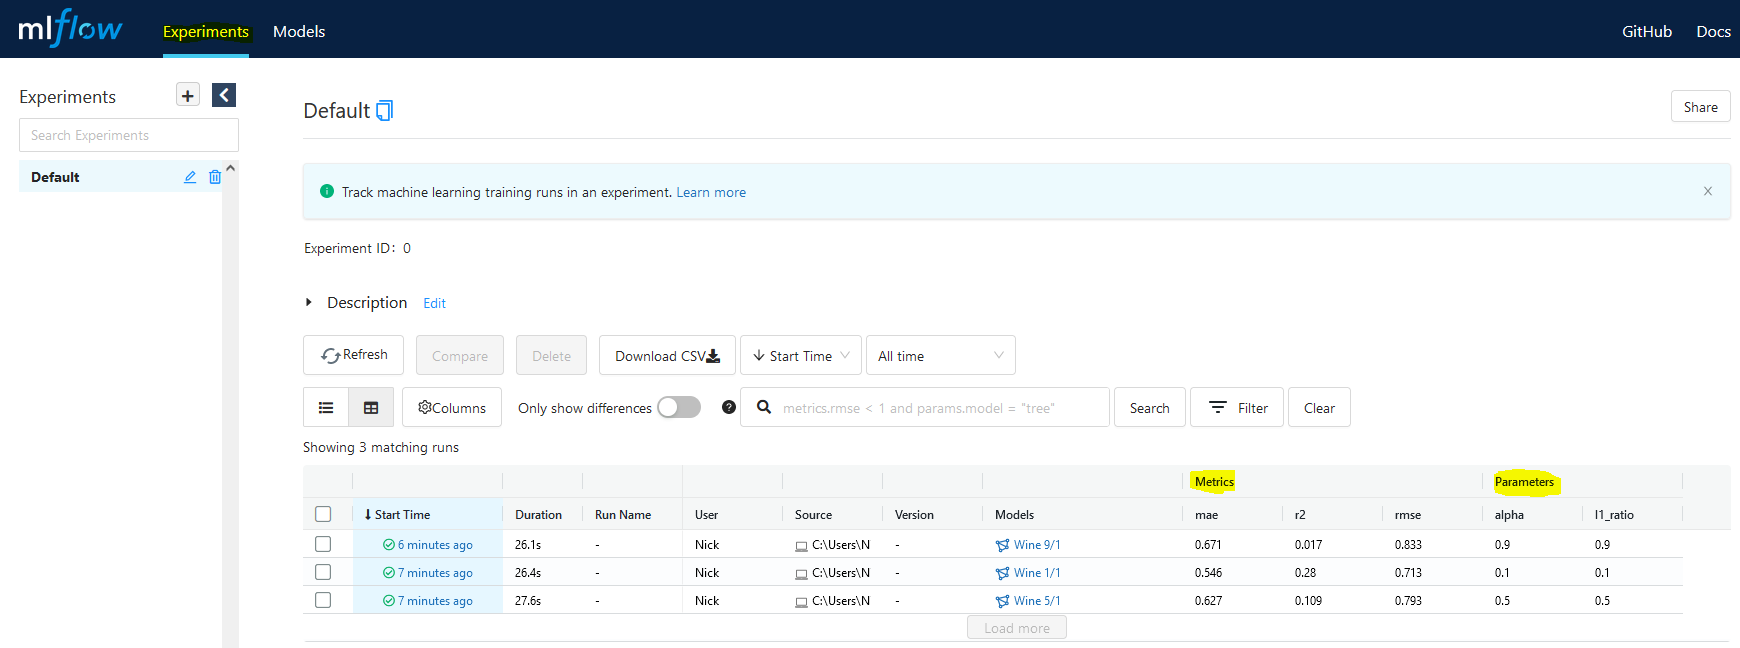 mlflow Experiments Models GitHub Docs
Experiments +
Search Experiments
Default
Default
Share
Track machine learning training runs in an experiment. Learn more
Experiment ID: 0
Description Edit
Refresh Compare Delete Download CSV Start Time All time
Columns Only show differences ? metrics.rmse < 1 and params.model = "tree" Search Filter Clear
Showing 3 matching runs
Metrics Parameters
↓ Start Time Duration Run Name User Source Version Models mae r2 rmse alpha l1_ratio
6 minutes ago 26.1s - Nick C:\Users\N - Wine 9/1 0.671 0.017 0.833 0.9 0.9
7 minutes ago 26.4s - Nick C:\Users\N - Wine 1/1 0.546 0.28 0.713 0.1 0.1
7 minutes ago 27.6s - Nick C:\Users\N - Wine 5/1 0.627 0.109 0.793 0.5 0.5
Load more